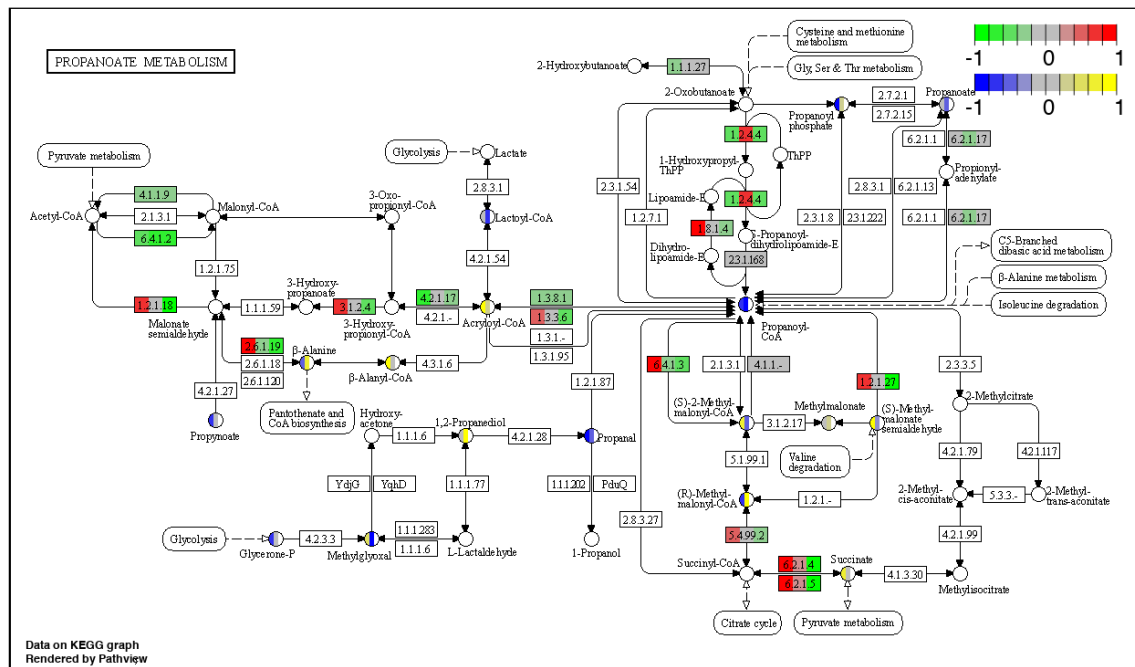 PROPANOATE METABOLISM
Cysteine and methionine
metabolism
2-Hydroxybutanoate
1.1.1.27
Gly, Ser & Thr metabolism
-1
0
1
-1
0
1
2-Oxobutanoate
Propanoyl
phosphate
2.7.2.1
2.7.2.15
Propanoate
Pyruvate metabolism
Glycolysis
Lactate
1.2.4.4
ThPP
6.2.1.1
6.2.1.17
1-Hydroxypropyl-
ThPP
Propionyl-
adenylate
4.1.1.9
2.8.3.1
2.3.1.54
Lipoamide-E
1.2.4.4
2.8.3.1
6.2.1.13
Acetyl-CoA
2.1.3.1
Malonyl-CoA
3-Oxo-
propionyl-CoA
Lactoyl-CoA
1.2.7.1
1.8.1.4
2.3.1.8
2.3.1.222
6.2.1.1
6.2.1.17
6.4.1.2
S-Propanoyl-
dihydrolipoamide-E
Dihydro-
lipoamide-E
2.3.1.168
C5-Branched
dibasic acid metabolism
4.2.1.54
1.2.1.75
β-Alanine metabolism
3-Hydroxy-
propanoate
1.2.1.18
1.1.1.59
3.1.2.4
4.2.1.17
4.2.1.-
1.3.8.1
1.3.3.6
1.3.1.-
1.3.1.95
Isoleucine degradation
Malonate
semialdehyde
3-Hydroxy-
propionyl-CoA
Acryloyl-CoA
Propanoyl-
CoA
2.6.1.19
2.6.1.18
2.6.1.120
β-Alanine
β-Alanyl-CoA
4.3.1.6
6.4.1.3
2.1.3.1
4.1.1.-
1.2.1.27
2.3.3.5
1.2.1.87
4.2.1.27
Pantothenate and
CoA biosynthesis
Hydroxy-
acetone
1,2-Propanediol
(S)-2-Methyl-
malonyl-CoA
Methylmalonate
(S)-Methyl-
malonate
semialdehyde
2-Methylcitrate
Propynoate
1.1.1.6
4.2.1.28
Propanal
3.1.2.17
Valine
degradation
5.1.99.1
4.2.1.79
4.2.1.117
YdjG
YqhD
1.1.1.77
1.1.1.202
PduQ
(R)-Methyl-
malonyl-CoA
1.2.1.-
2-Methyl-
cis-aconitate
5.3.3.-
2-Methyl-
trans-aconitate
2.8.3.27
Glycolysis
Glycerone-P
4.2.3.3
Methylglyoxal
1.1.1.283
1.1.1.6
L-Lactaldehyde
1-Propanol
5.4.99.2
4.2.1.99
Succinyl-CoA
6.2.1.4
6.2.1.5
Succinate
4.1.3.30
Methylisocitrate
Citrate cycle
Pyruvate metabolism
Data on KEGG graph
Rendered by Pathview